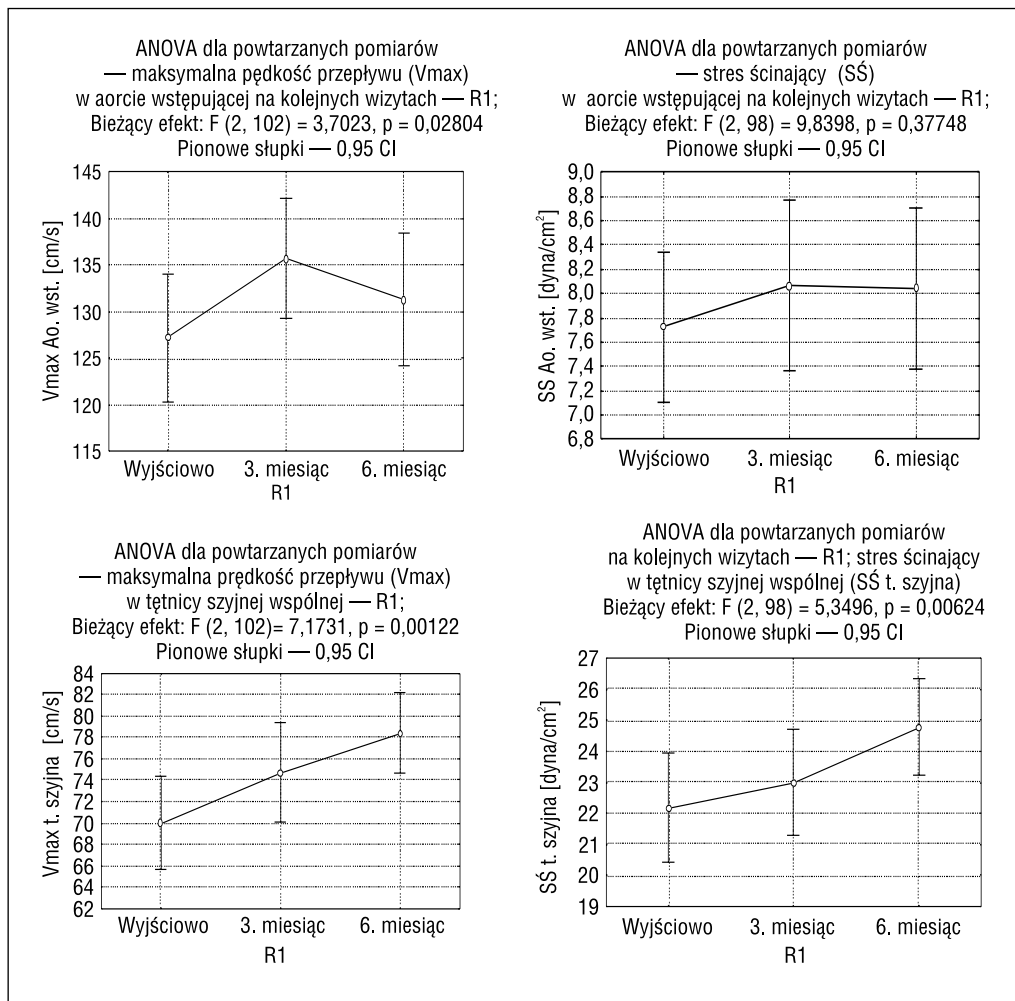 ANOVA dla powtarzanych pomiarów
— maksymalna pędkość przepływu (Vmax)
w aorcie wstępującej na kolejnych wizytach — R1;
Bieżący efekt: F (2, 102) = 3,7023, p = 0,02804
Pionowe słupki — 0,95 CI
145
140
135
130
125
120
115
Vmax Ao. wst. [cm/s]
Wyjściowo 3. miesiąc 6. miesiąc
R1
ANOVA dla powtarzanych pomiarów
— stres ścinający (SŚ)
w aorcie wstępującej na kolejnych wizytach — R1;
Bieżący efekt: F (2, 98) = 9,8398, p = 0,37748
Pionowe słupki — 0,95 CI
9,0
8,8
8,6
8,4
8,2
8,0
7,8
7,6
7,4
7,2
7,0
6,8
SS Ao. wst. [dyna/cm²]
Wyjściowo 3. miesiąc 6. miesiąc
R1
ANOVA dla powtarzanych pomiarów
— maksymalna prędkość przepływu (Vmax)
w tętnicy szyjnej wspólnej — R1;
Bieżący efekt: F (2, 102)= 7,1731, p = 0,00122
Pionowe słupki — 0,95 CI
84
82
80
78
76
74
72
70
68
66
64
62
Vmax t. szyjna [cm/s]
Wyjściowo 3. miesiąc 6. miesiąc
R1
ANOVA dla powtarzanych pomiarów
na kolejnych wizytach — R1; stres ścinający
w tętnicy szyjnej wspólnej (SŚ t. szyjna)
Bieżący efekt: F (2, 98) = 5,3496, p = 0,00624
Pionowe słupki — 0,95 CI
27
26
25
24
23
22
21
20
19
SŚ t. szyjna [dyna/cm²]
Wyjściowo 3. miesiąc 6. miesiąc
R1